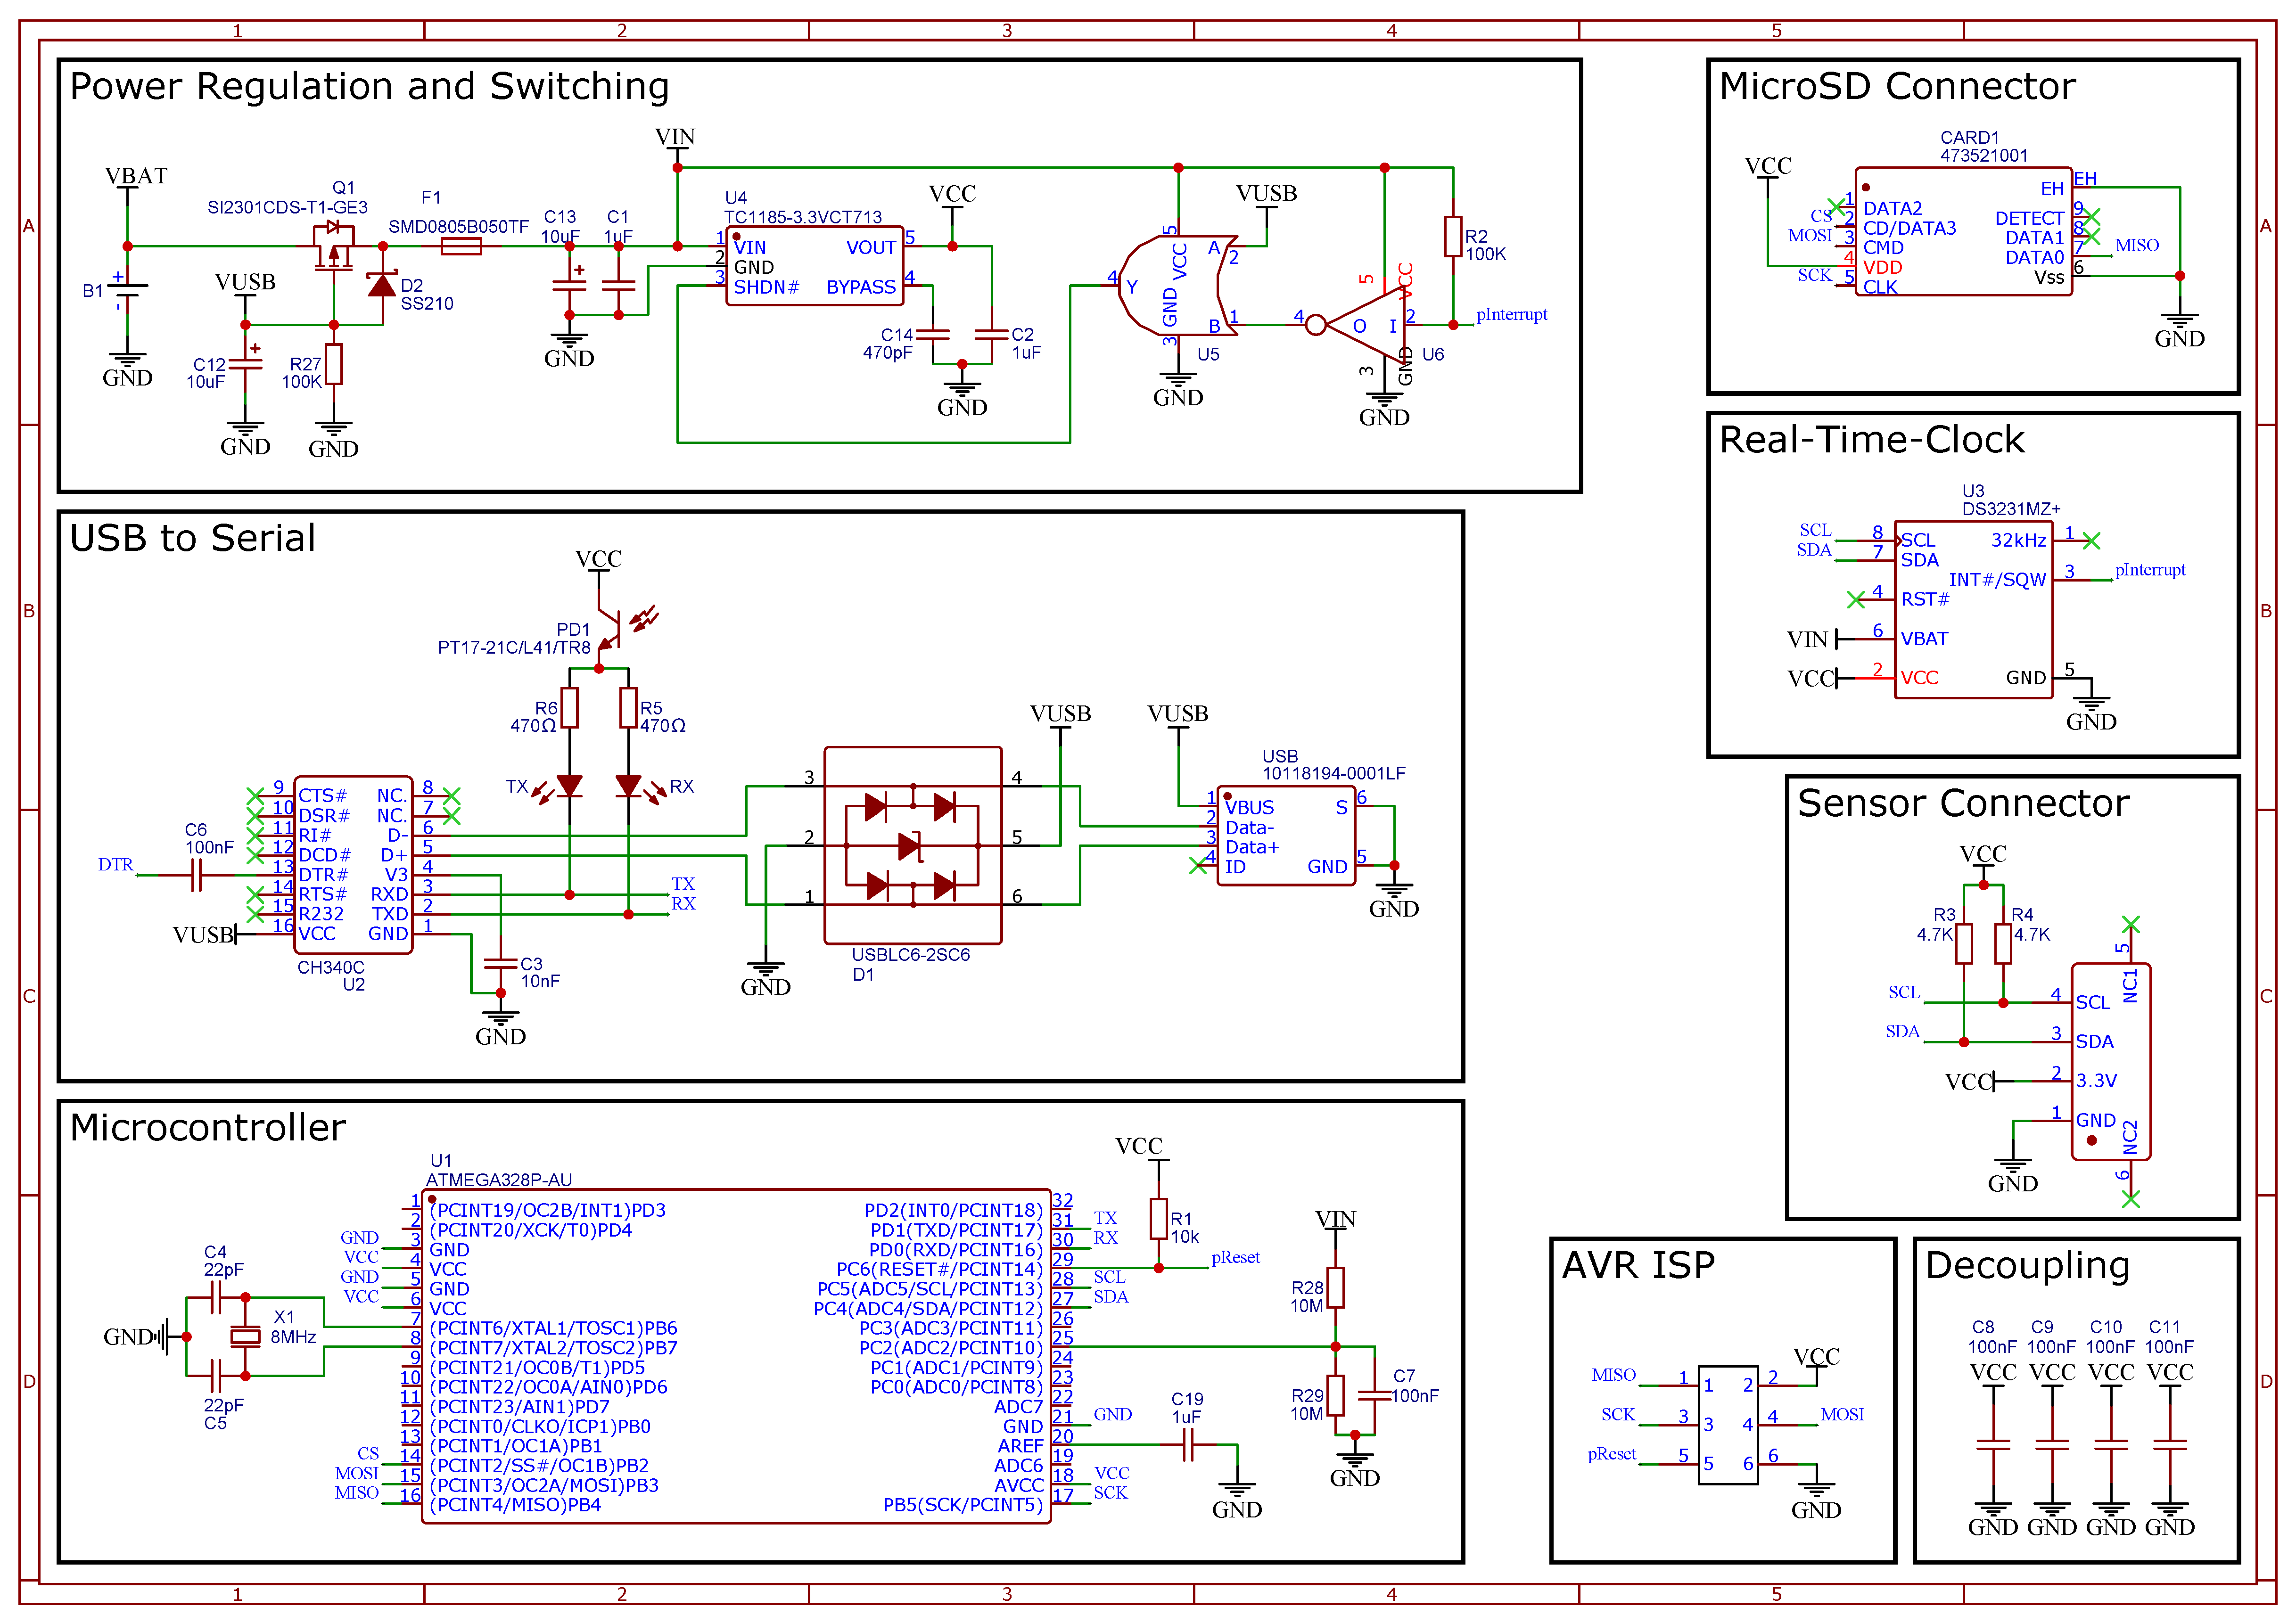 1 2 3 4 5
A
B
C
D
Power Regulation and Switching
VBAT
B1
+
-
GND
Q1
SI2301CDS-T1-GE3
F1
SMD0805B050TF
VUSB
D2
SS210
C12
10uF
+
R27
100K
GND
GND
C13
10uF
+
C1
1uF
GND
VIN
U4
TC1185-3.3VCT713
1 VIN
2 GND
3 SHDN#
VOUT 5
BYPASS 4
VCC
C14
470pF
C2
1uF
GND
VUSB
5 VCC
A 2
4 Y
B 1
GND 3
U5
GND
4 O I 2
5 VCC
3 GND
U6
GND
R2
100K
pInterrupt
USB to Serial
VCC
PD1
PT17-21C/L41/TR8
R6
470Ω
R5
470Ω
TX
RX
9 CTS#
10 DSR#
11 RI#
12 DCD#
13 DTR#
14 RTS#
15 R232
16 VCC
NC. 8
NC. 7
D- 6
D+ 5
V3 4
RXD 3
TXD 2
GND 1
CH340C
U2
DTR
C6
100nF
VUSB
TX
RX
C3
10nF
GND
3
2
1
4
5
6
USBLC6-2SC6
D1
GND
VUSB
VUSB
USB
10118194-0001LF
1 VBUS
2 Data-
3 Data+
4 ID
S 6
GND 5
GND
Microcontroller
U1
ATMEGA328P-AU
1 (PCINT19/OC2B/INT1)PD3
2 (PCINT20/XCK/T0)PD4
GND 3 GND
VCC 4 VCC
GND 5 GND
VCC 6 VCC
7 (PCINT6/XTAL1/TOSC1)PB6
8 (PCINT7/XTAL2/TOSC2)PB7
9 (PCINT21/OC0B/T1)PD5
10 (PCINT22/OC0A/AIN0)PD6
11 (PCINT23/AIN1)PD7
12 (PCINT0/CLKO/ICP1)PB0
13 (PCINT1/OC1A)PB1
CS 14 (PCINT2/SS#/OC1B)PB2
MOSI 15 (PCINT3/OC2A/MOSI)PB3
MISO 16 (PCINT4/MISO)PB4
PD2(INT0/PCINT18) 32
PD1(TXD/PCINT17) 31 TX
PD0(RXD/PCINT16) 30 RX
PC6(RESET#/PCINT14) 29
PC5(ADC5/SCL/PCINT13) 28 SCL
PC4(ADC4/SDA/PCINT12) 27 SDA
PC3(ADC3/PCINT11) 26
PC2(ADC2/PCINT10) 25
PC1(ADC1/PCINT9) 24
PC0(ADC0/PCINT8) 23
ADC7 22
GND 21 GND
AREF 20
ADC6 19
AVCC 18 VCC
PB5(SCK/PCINT5) 17 SCK
C4
22pF
X1
8MHz
GND
22pF
C5
VCC
R1
10k
pReset
VIN
R28
10M
R29
10M
C7
100nF
GND
C19
1uF
GND
MicroSD Connector
CARD1
473521001
VCC
1 DATA2
CS 2 CD/DATA3
MOSI 3 CMD
4 VDD
SCK 5 CLK
EH EH
DETECT 9
DATA1 8
DATA0 7 MISO
Vss 6
GND
Real-Time-Clock
U3
DS3231MZ+
SCL 8 SCL
SDA 7 SDA
4 RST#
VIN 6 VBAT
VCC 2 VCC
32kHz 1
INT#/SQW 3 pInterrupt
GND 5
GND
Sensor Connector
VCC
R3
4.7K
R4
4.7K
5 NC1
SCL 4 SCL
SDA 3 SDA
VCC 2 3.3V
1 GND
NC2 6
GND
AVR ISP
MISO 1 1 2 2 VCC
SCK 3 3 4 4 MOSI
pReset 5 5 6 6
GND
Decoupling
C8 C9 C10 C11
100nF 100nF 100nF 100nF
VCC VCC VCC VCC
GND GND GND GND
A
B
C
D
1 2 3 4 5